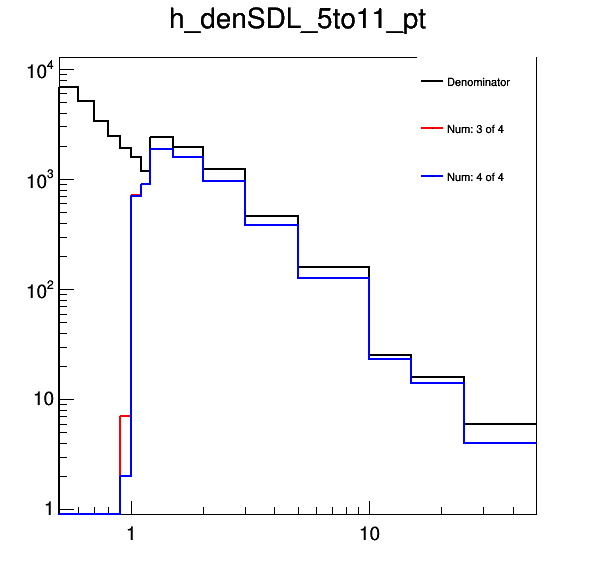 h_denSDL_5to11_pt
10^4
Denominator
Num: 3 of 4
10^3
Num: 4 of 4
10^2
10
1
1 10